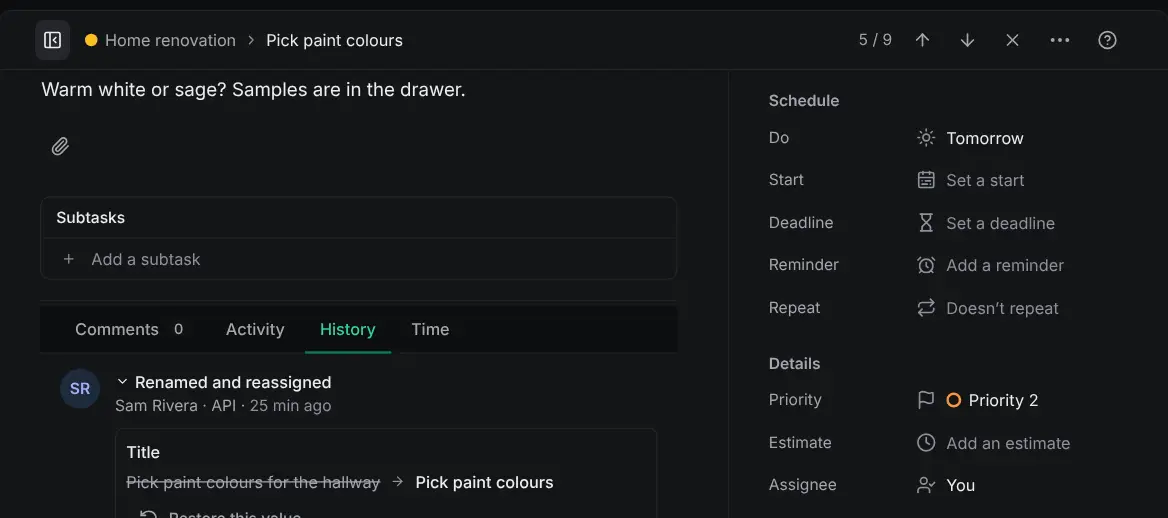 Home renovation > Pick paint colours
5 / 9
Warm white or sage? Samples are in the drawer.
Subtasks
+ Add a subtask
Comments 0 Activity History Time
SR
Renamed and reassigned
Sam Rivera · API · 25 min ago
Title
Pick paint colours for the hallway → Pick paint colours
Restore this value
Schedule
Do Tomorrow
Start Set a start
Deadline Set a deadline
Reminder Add a reminder
Repeat Doesn’t repeat
Details
Priority Priority 2
Estimate Add an estimate
Assignee You